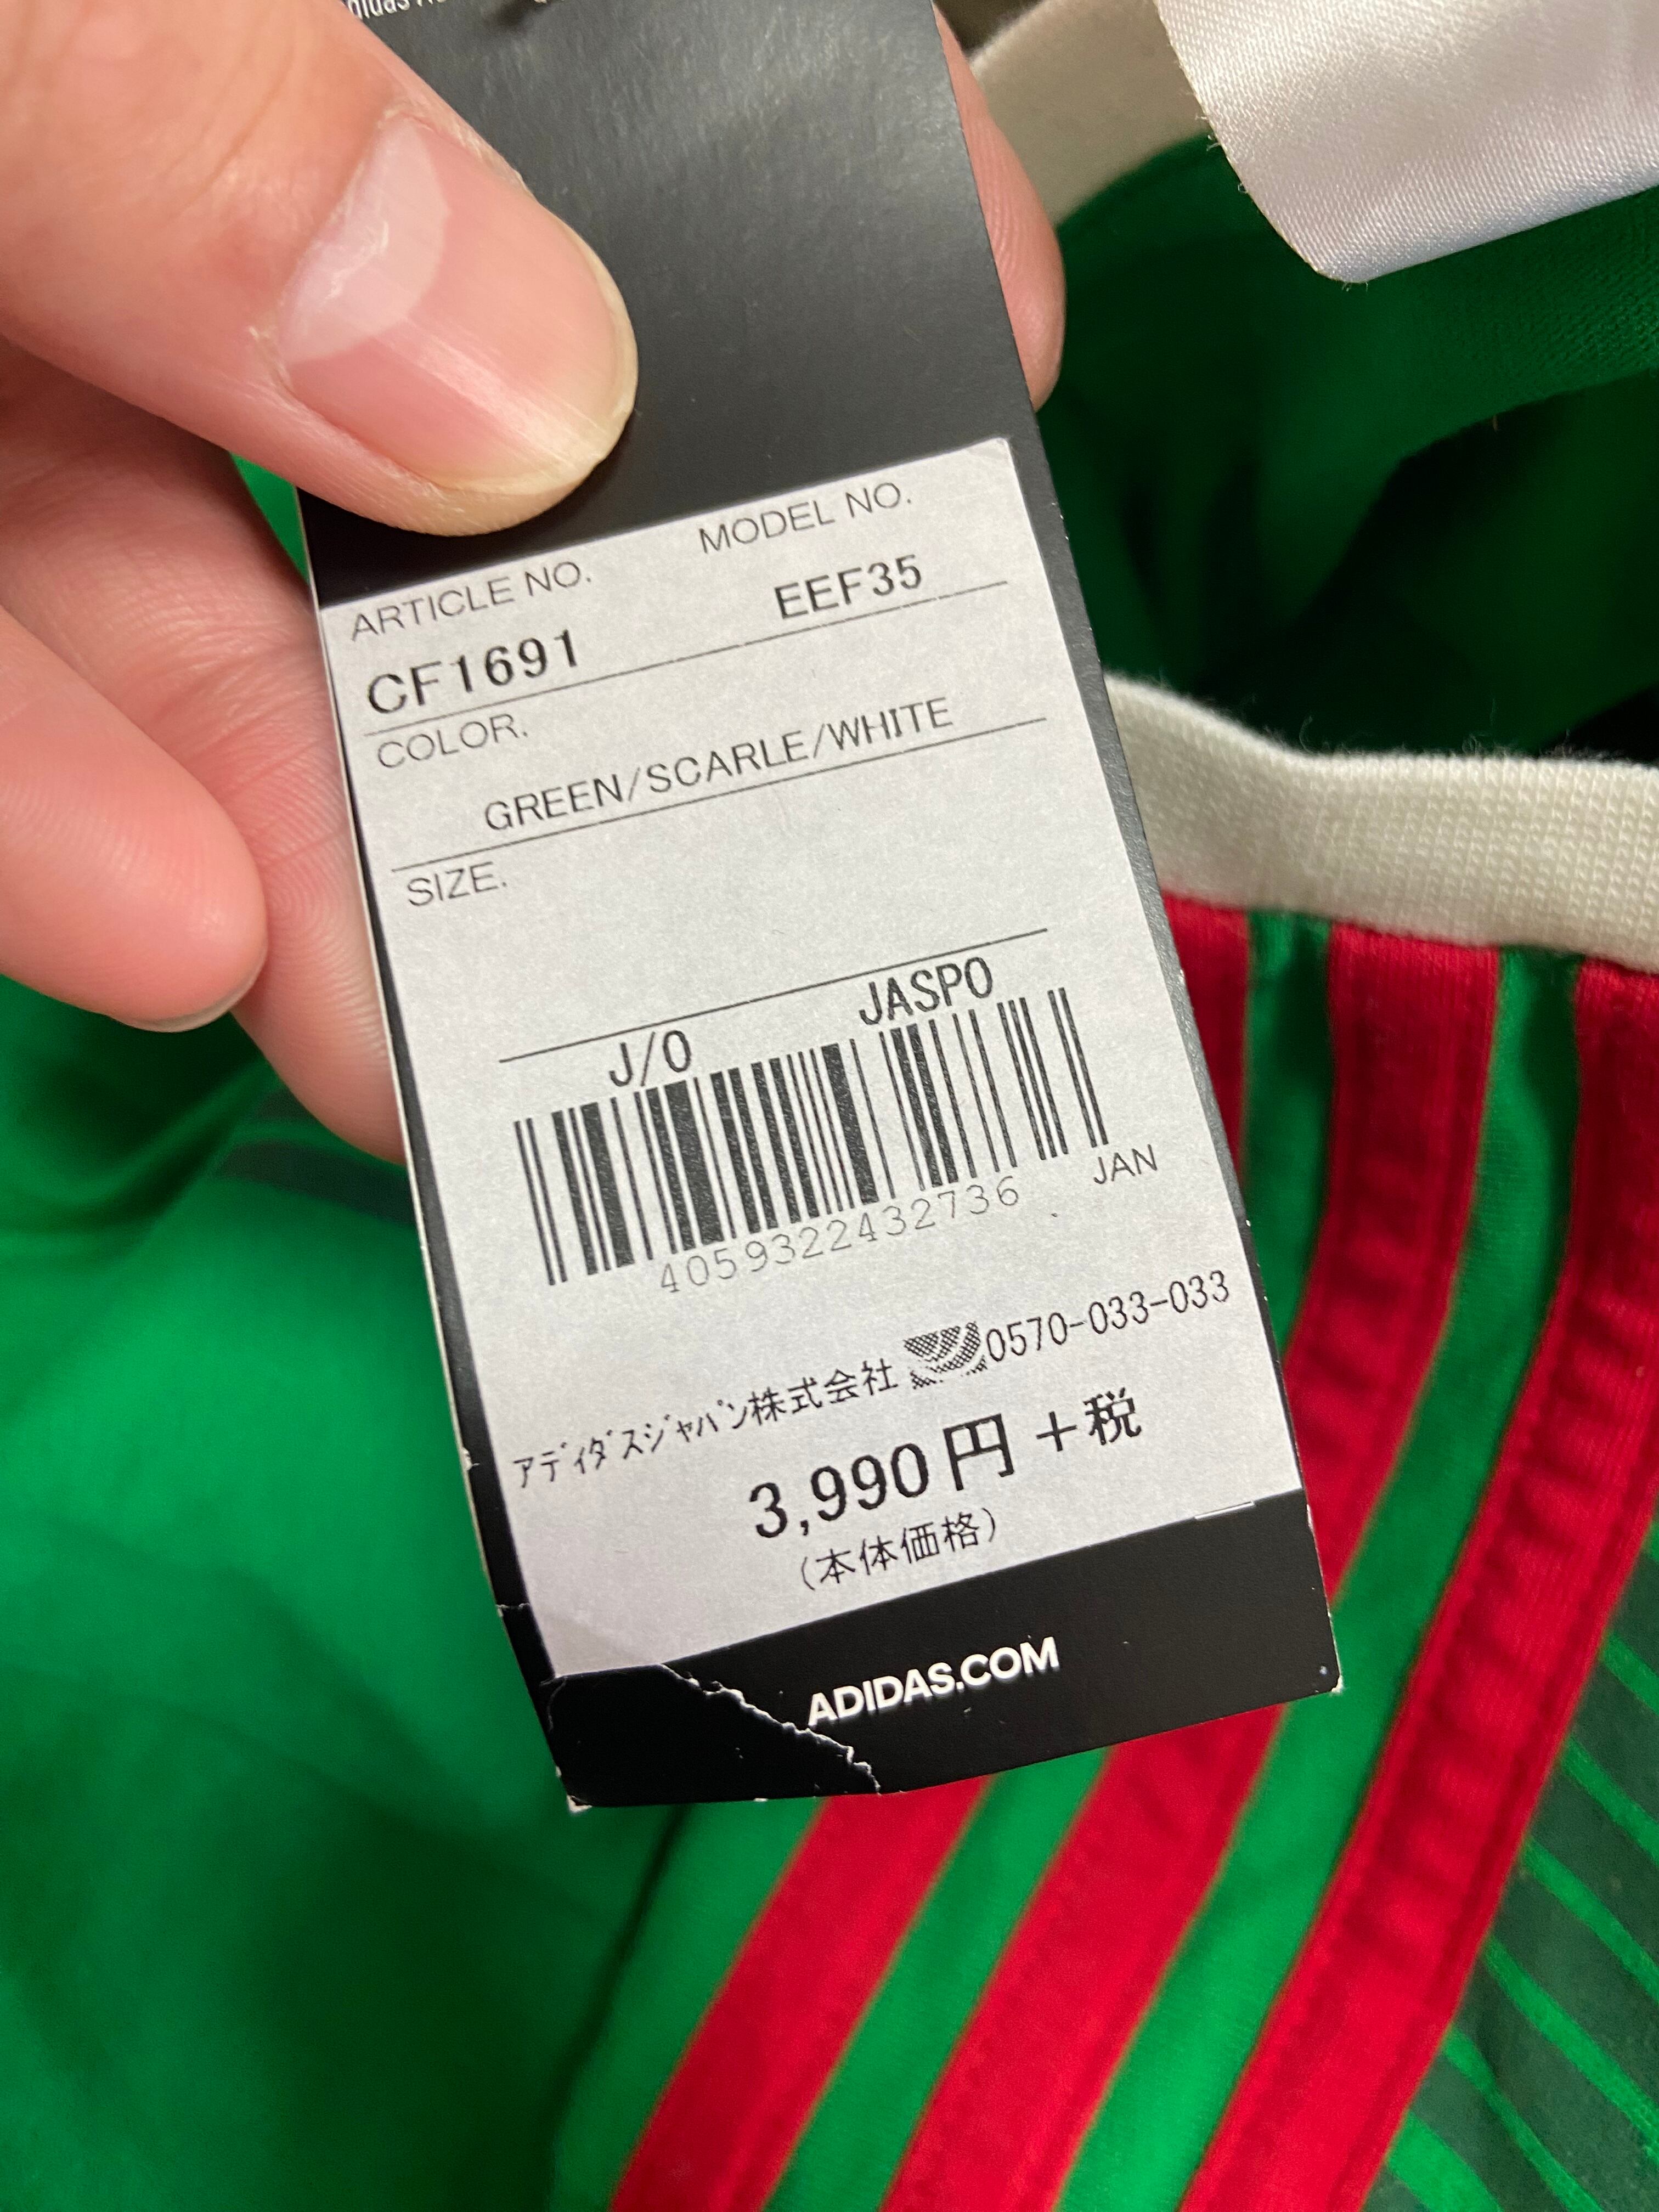 adidas
ARTICLE NO. MODEL NO.
CF1691 EEF35
COLOR.
GREEN/SCARLE/WHITE
SIZE.
J/O JASPO
4059322432736 JAN
アディダスジャパン株式会社 0570-033-033
3,990円 +税
(本体価格)
ADIDAS.COM